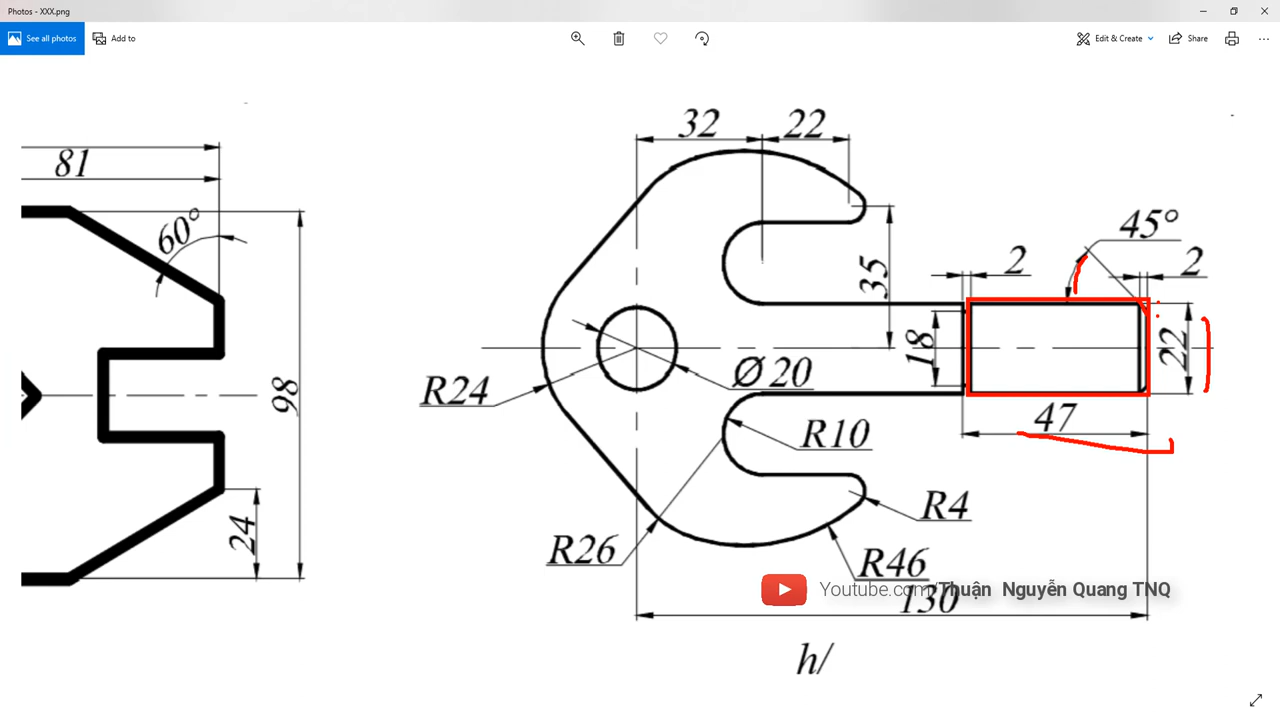 Photos - XXX.png
See all photos
Add to
Edit & Create
Share
32
22
81
60°
45°
2
2
35
98
18
22
R24
Ø 20
47
R10
24
R4
R26
R46
Youtube.com/Thuận Nguyễn Quang TNQ
130
h/